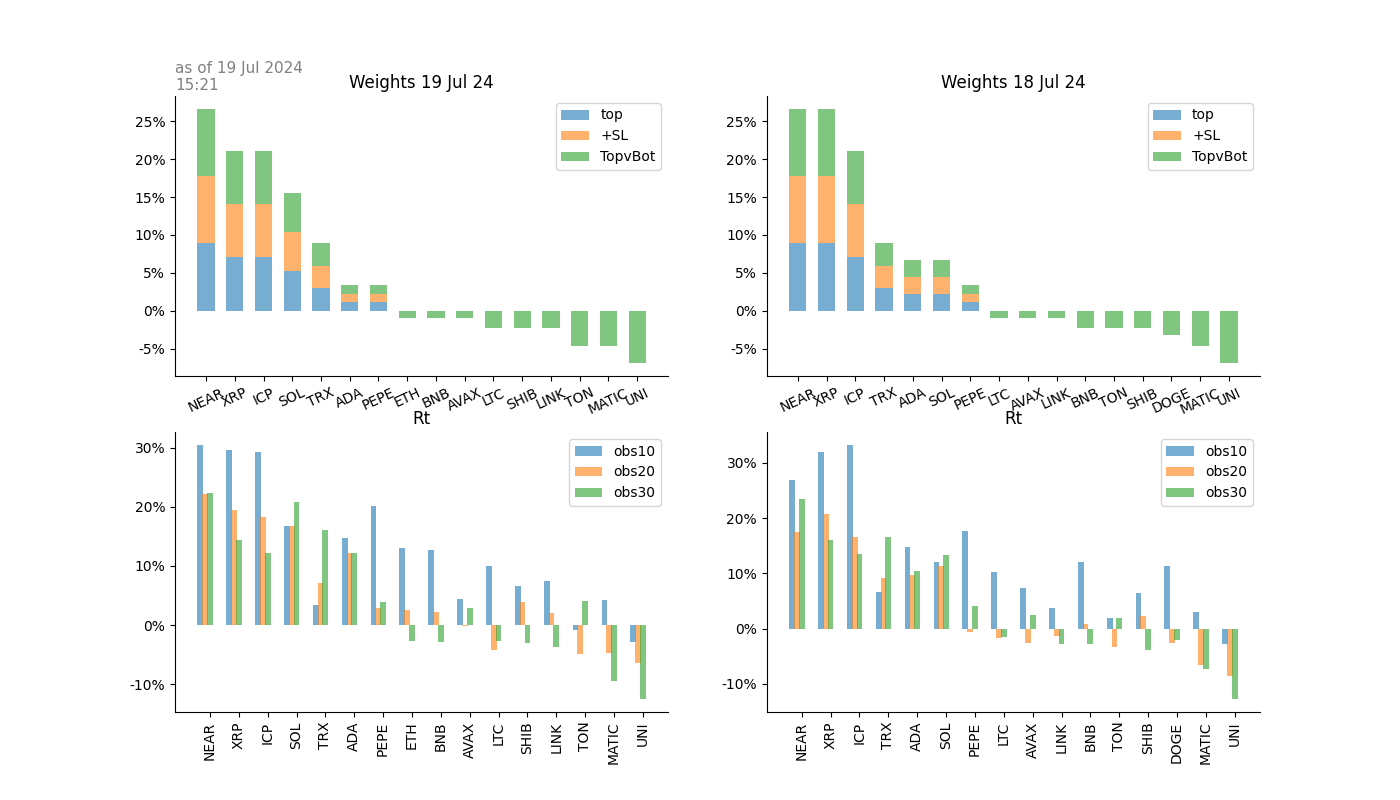 as of 19 Jul 2024
15:21
Weights 19 Jul 24
25%
20%
15%
10%
5%
0%
-5%
top
+SL
TopvBot
NEAR XRP ICP SOL TRX ADA PEPE ETH BNB AVAX LTC SHIB LINK TON MATIC UNI
Weights 18 Jul 24
25%
20%
15%
10%
5%
0%
-5%
top
+SL
TopvBot
NEAR XRP ICP TRX ADA SOL PEPE LTC AVAX LINK BNB TON SHIB DOGE MATIC UNI
Rt
30%
20%
10%
0%
-10%
obs10
obs20
obs30
NEAR XRP ICP SOL TRX ADA PEPE ETH BNB AVAX LTC SHIB LINK TON MATIC UNI
Rt
30%
20%
10%
0%
-10%
obs10
obs20
obs30
NEAR XRP ICP TRX ADA SOL PEPE LTC AVAX LINK BNB TON SHIB DOGE MATIC UNI